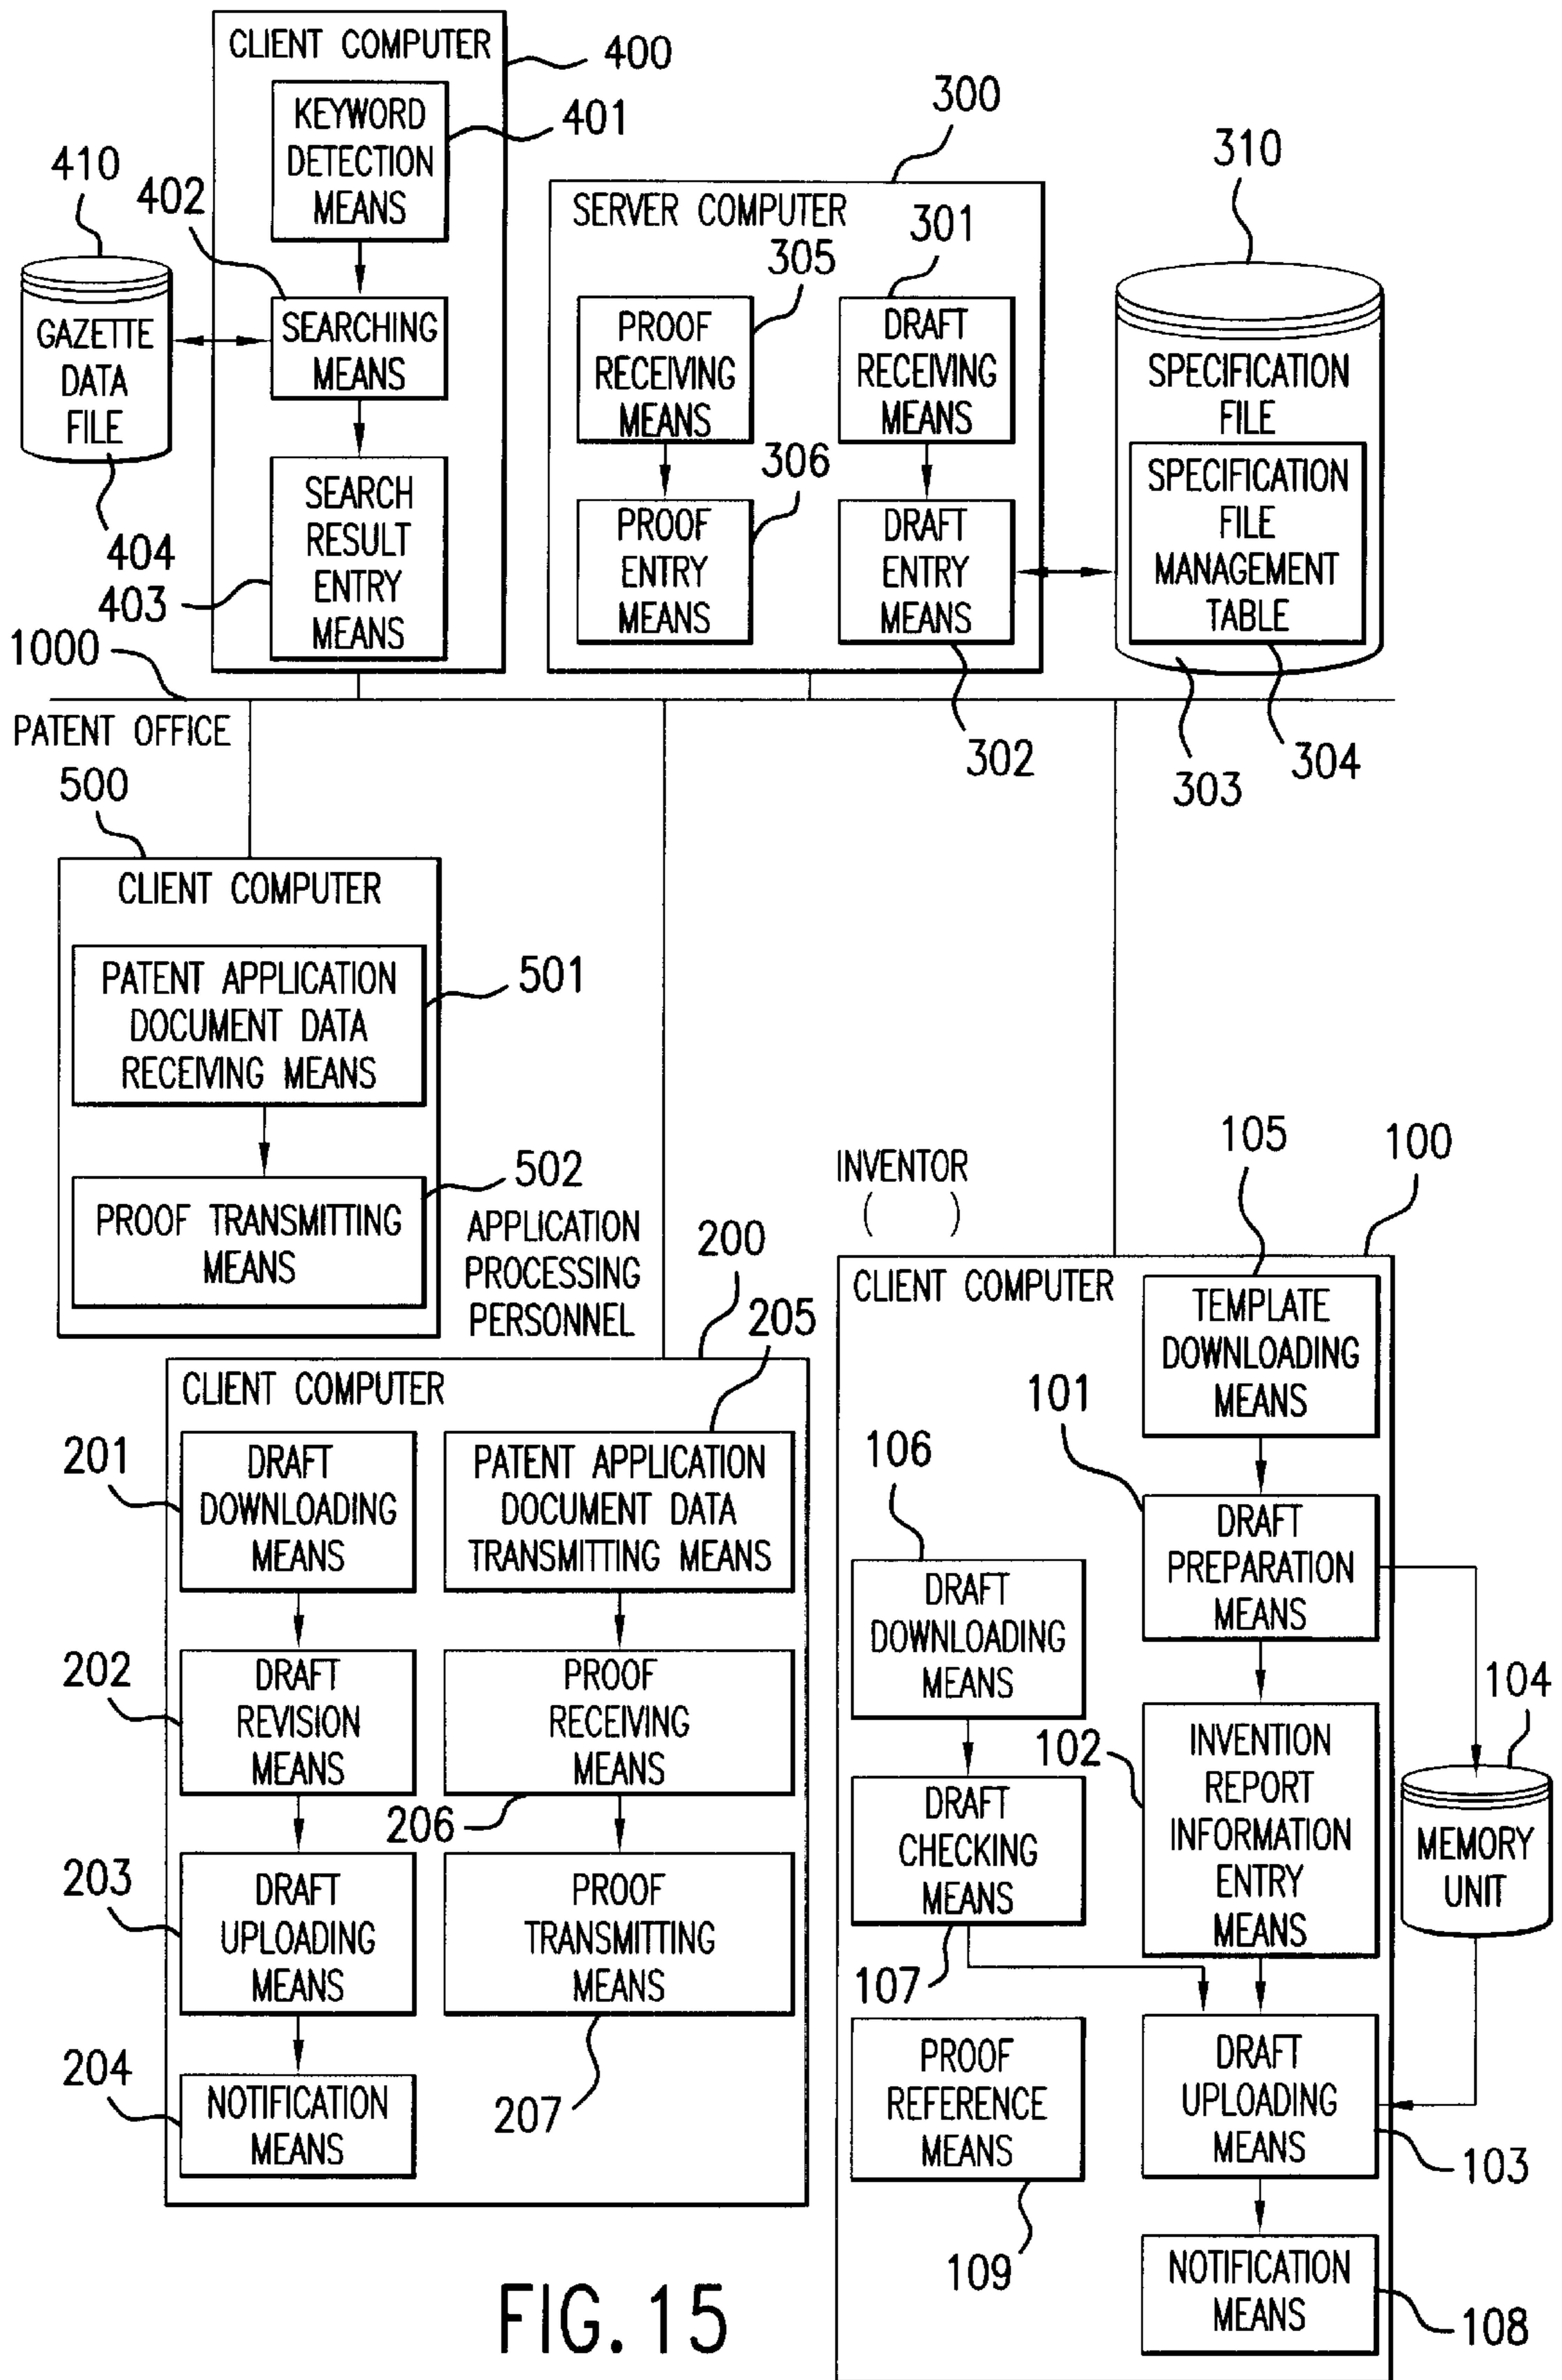 CLIENT COMPUTER
400
KEYWORD
DETECTION
MEANS
401
410
402
GAZETTE
DATA
FILE
SEARCHING
MEANS
404
SEARCH
RESULT
ENTRY
MEANS
403
300
SERVER COMPUTER
305
301
PROOF
RECEIVING
MEANS
DRAFT
RECEIVING
MEANS
306
PROOF
ENTRY
MEANS
DRAFT
ENTRY
MEANS
302
310
SPECIFICATION
FILE
SPECIFICATION
FILE
MANAGEMENT
TABLE
303
304
1000
PATENT OFFICE
500
CLIENT COMPUTER
PATENT APPLICATION
DOCUMENT DATA
RECEIVING MEANS
501
PROOF TRANSMITTING
MEANS
502
APPLICATION
PROCESSING
PERSONNEL
200
CLIENT COMPUTER
205
201
DRAFT
DOWNLOADING
MEANS
PATENT APPLICATION
DOCUMENT DATA
TRANSMITTING MEANS
202
DRAFT
REVISION
MEANS
PROOF
RECEIVING
MEANS
206
203
DRAFT
UPLOADING
MEANS
PROOF
TRANSMITTING
MEANS
207
204
NOTIFICATION
MEANS
INVENTOR
( )
105
100
CLIENT COMPUTER
TEMPLATE
DOWNLOADING
MEANS
101
DRAFT
PREPARATION
MEANS
106
DRAFT
DOWNLOADING
MEANS
102
INVENTION
REPORT
INFORMATION
ENTRY
MEANS
104
MEMORY
UNIT
DRAFT
CHECKING
MEANS
107
PROOF
REFERENCE
MEANS
109
DRAFT
UPLOADING
MEANS
103
NOTIFICATION
MEANS
108
FIG. 15